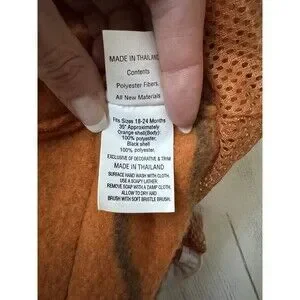 MADE IN THAILAND
Contents
Polyester Fibers
All New Materials
Fits Sizes 18-24 Months
35" Approximately
Orange shell(Body):
100% polyester,
Black shell
100% polyester,
EXCLUSIVE OF DECORATIVE & TRIM
MADE IN THAILAND
SURFACE HAND WASH WITH CLOTH,
USE A SOAPY LATHER.
REMOVE SOAP WITH A DAMP CLOTH,
ALLOW TO DRY AND
BRUSH WITH SOFT BRISTLE BRUSH.